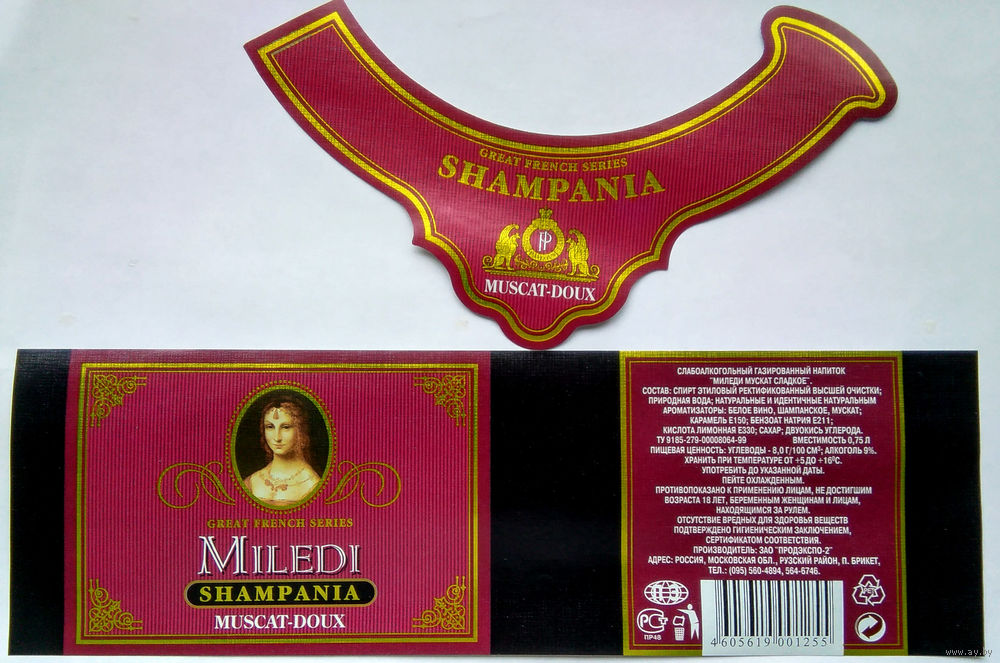 GREAT FRENCH SERIES
SHAMPANIA
MUSCAT-DOUX
GREAT FRENCH SERIES
MILEDI
SHAMPANIA
MUSCAT-DOUX
СЛАБОАЛКОГОЛЬНЫЙ ГАЗИРОВАННЫЙ НАПИТОК
"МИЛЕДИ МУСКАТ СЛАДКОЕ".
СОСТАВ: СПИРТ ЭТИЛОВЫЙ РЕКТИФИКОВАННЫЙ ВЫСШЕЙ ОЧИСТКИ;
ПРИРОДНАЯ ВОДА; НАТУРАЛЬНЫЕ И ИДЕНТИЧНЫЕ НАТУРАЛЬНЫМ
АРОМАТИЗАТОРЫ: БЕЛОЕ ВИНО, ШАМПАНСКОЕ, МУСКАТ;
КАРАМЕЛЬ Е150; БЕНЗОАТ НАТРИЯ Е211;
КИСЛОТА ЛИМОННАЯ Е330; САХАР; ДВУОКИСЬ УГЛЕРОДА.
ТУ 9185-279-00008064-99 ВМЕСТИМОСТЬ 0,75 Л
ПИЩЕВАЯ ЦЕННОСТЬ: УГЛЕВОДЫ - 8,0 Г/100 СМ³; АЛКОГОЛЬ 9%.
ХРАНИТЬ ПРИ ТЕМПЕРАТУРЕ ОТ +5 ДО +16⁰С.
УПОТРЕБИТЬ ДО УКАЗАННОЙ ДАТЫ.
ПЕЙТЕ ОХЛАЖДЕННЫМ.
ПРОТИВОПОКАЗАНО К ПРИМЕНЕНИЮ ЛИЦАМ, НЕ ДОСТИГШИМ
ВОЗРАСТА 18 ЛЕТ, БЕРЕМЕННЫМ ЖЕНЩИНАМ И ЛИЦАМ,
НАХОДЯЩИМСЯ ЗА РУЛЕМ.
ОТСУТСТВИЕ ВРЕДНЫХ ДЛЯ ЗДОРОВЬЯ ВЕЩЕСТВ
ПОДТВЕРЖДЕНО ГИГИЕНИЧЕСКИМ ЗАКЛЮЧЕНИЕМ,
СЕРТИФИКАТОМ СООТВЕТСТВИЯ.
ПРОИЗВОДИТЕЛЬ: ЗАО "ПРОДЭКСПО-2"
АДРЕС: РОССИЯ, МОСКОВСКАЯ ОБЛ., РУЗСКИЙ РАЙОН, П. БРИКЕТ,
ТЕЛ.: (095) 560-4894, 564-6746.
ПР48
4 605619 001255
www.ay.by